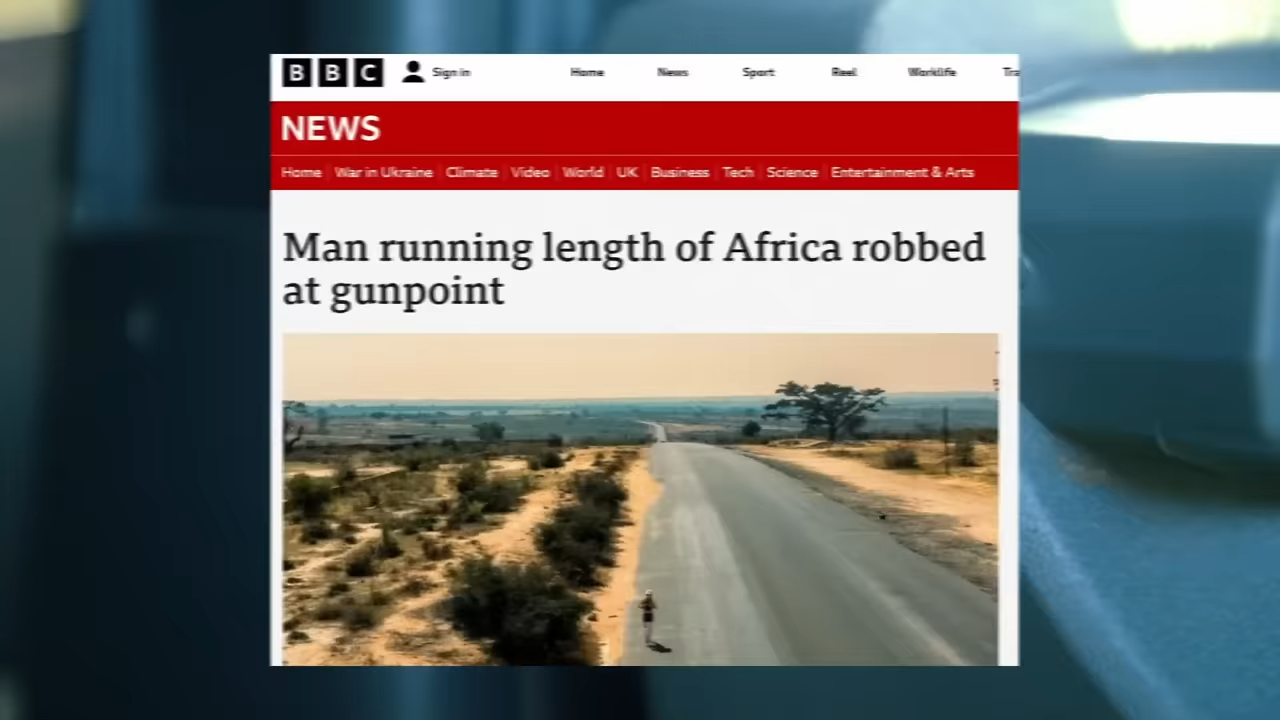 BBC Sign in Home News Sport Reel Worklife Tra
NEWS
Home War in Ukraine Climate Video World UK Business Tech Science Entertainment & Arts
Man running length of Africa robbed
at gunpoint